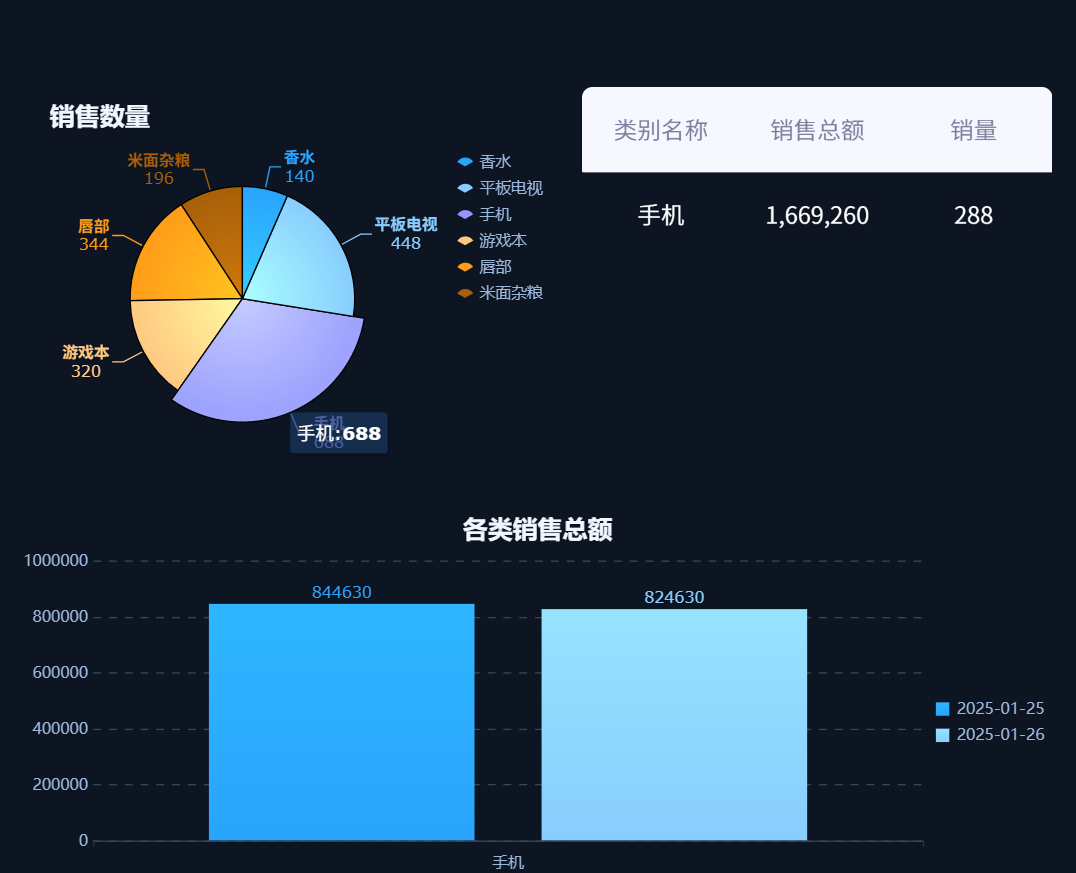 销售数量
米面杂粮
196
香水
140
平板电视
448
唇部
344
游戏本
320
手机
688
手机:688
香水
平板电视
手机
游戏本
唇部
米面杂粮
类别名称 销售总额 销量
手机 1,669,260 288
各类销售总额
1000000
800000
600000
400000
200000
0
844630
824630
手机
2025-01-25
2025-01-26